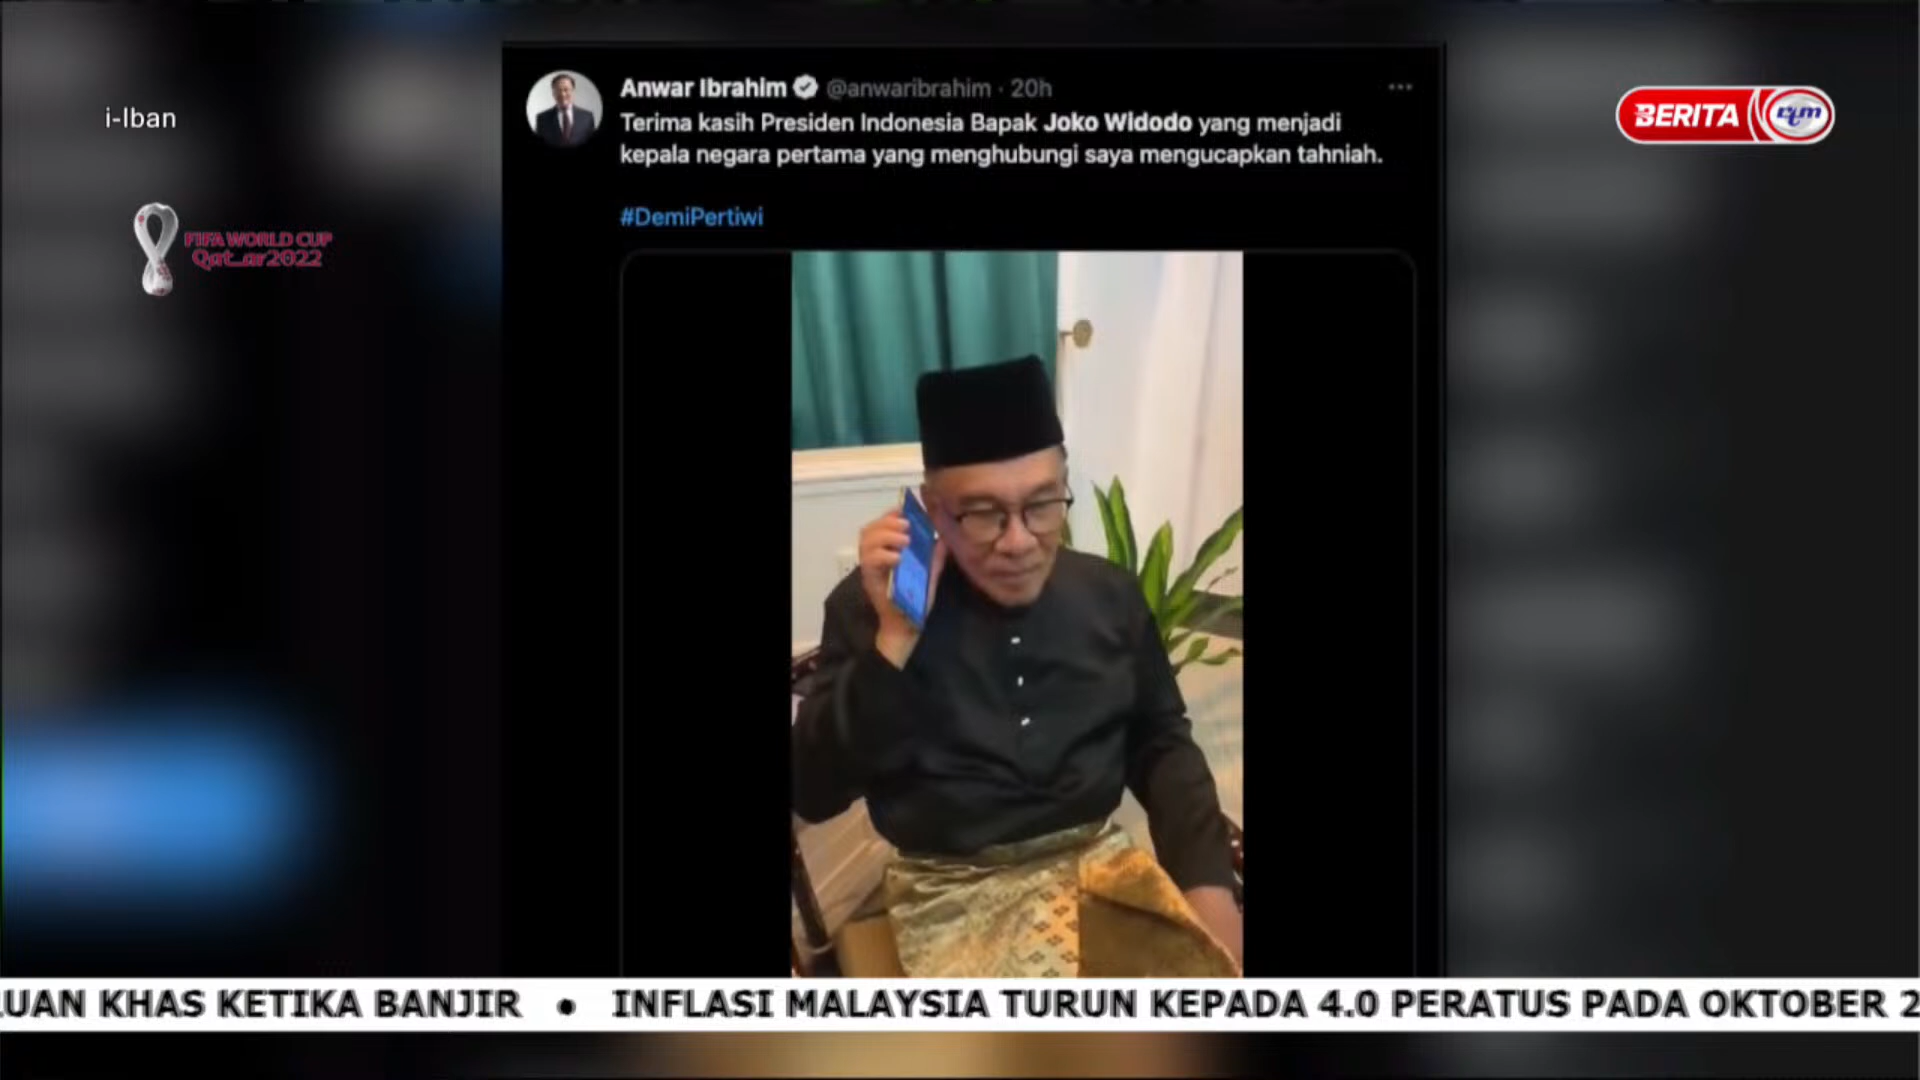 i-Iban
FIFA WORLD CUP
Qatar2022
BERITA rtm
Anwar Ibrahim @anwaribrahim · 20h
Terima kasih Presiden Indonesia Bapak Joko Widodo yang menjadi
kepala negara pertama yang menghubungi saya mengucapkan tahniah.
#DemiPertiwi
LUAN KHAS KETIKA BANJIR • INFLASI MALAYSIA TURUN KEPADA 4.0 PERATUS PADA OKTOBER 2